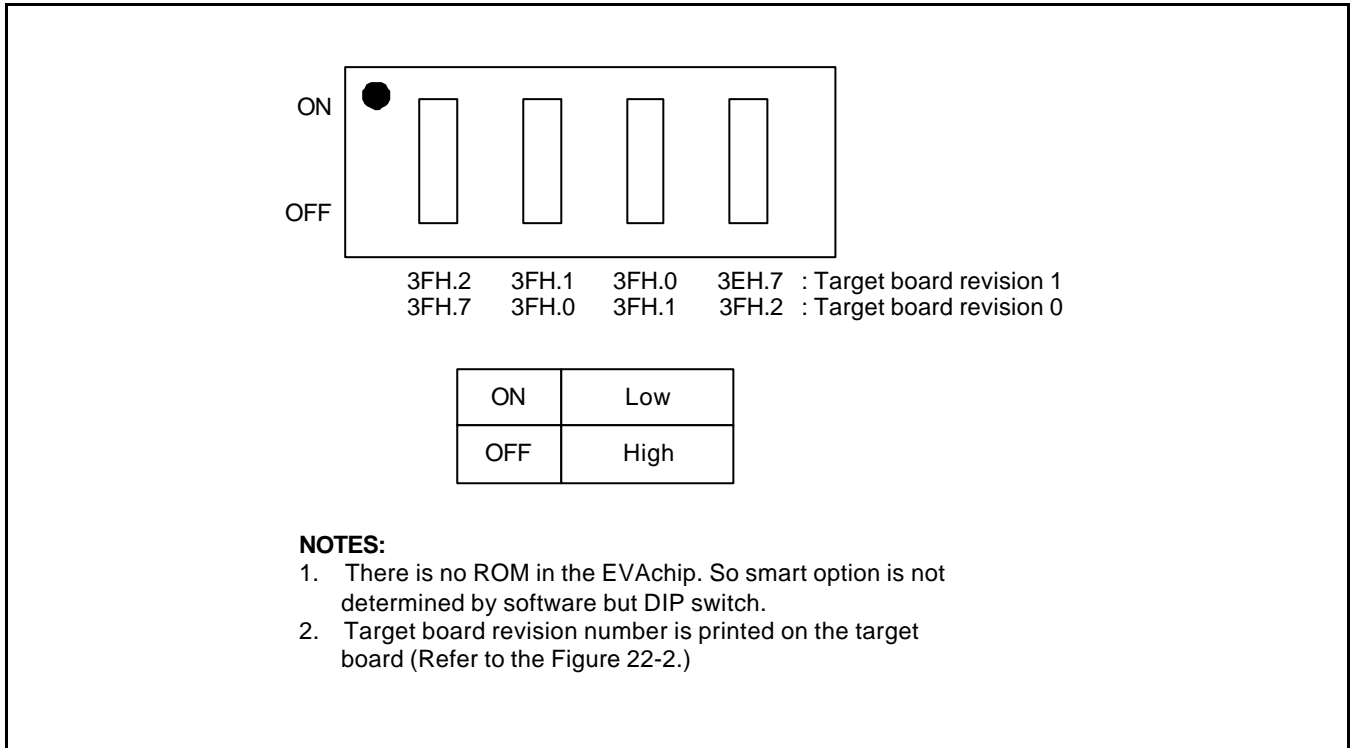 ON
OFF
3FH.2 3FH.1 3FH.0 3EH.7 : Target board revision 1
3FH.7 3FH.0 3FH.1 3FH.2 : Target board revision 0
ON Low
OFF High
NOTES:
1. There is no ROM in the EVAchip. So smart option is not
determined by software but DIP switch.
2. Target board revision number is printed on the target
board (Refer to the Figure 22-2.)